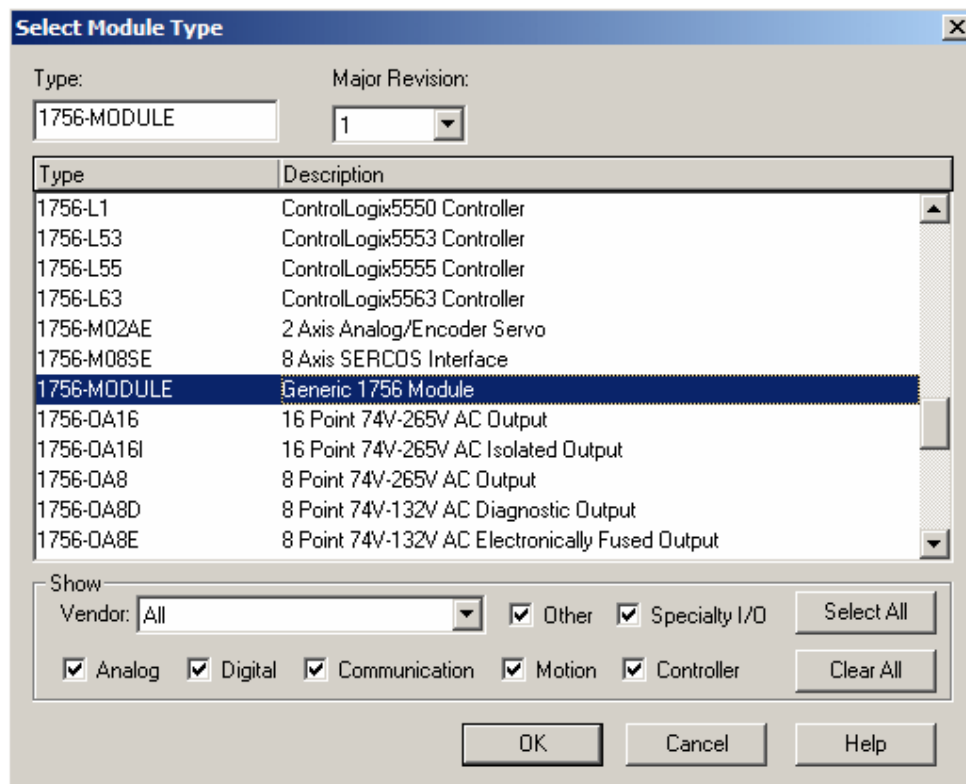 Select Module Type
Type: Major Revision:
1756-MODULE 1
Type Description
1756-L1 ControlLogix5550 Controller
1756-L53 ControlLogix5553 Controller
1756-L55 ControlLogix5555 Controller
1756-L63 ControlLogix5563 Controller
1756-M02AE 2 Axis Analog/Encoder Servo
1756-M08SE 8 Axis SERCOS Interface
1756-MODULE Generic 1756 Module
1756-OA16 16 Point 74V-265V AC Output
1756-OA16I 16 Point 74V-265V AC Isolated Output
1756-OA8 8 Point 74V-265V AC Output
1756-OA8D 8 Point 74V-132V AC Diagnostic Output
1756-OA8E 8 Point 74V-132V AC Electronically Fused Output
Show
Vendor: All Other Specialty I/O Select All
Analog Digital Communication Motion Controller Clear All
OK Cancel Help